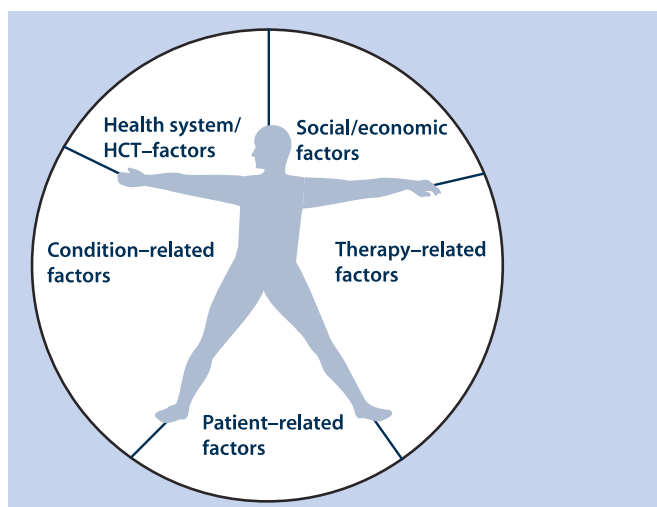 Health system/
HCT–factors
Social/economic
factors
Condition–related
factors
Therapy–related
factors
Patient–related
factors